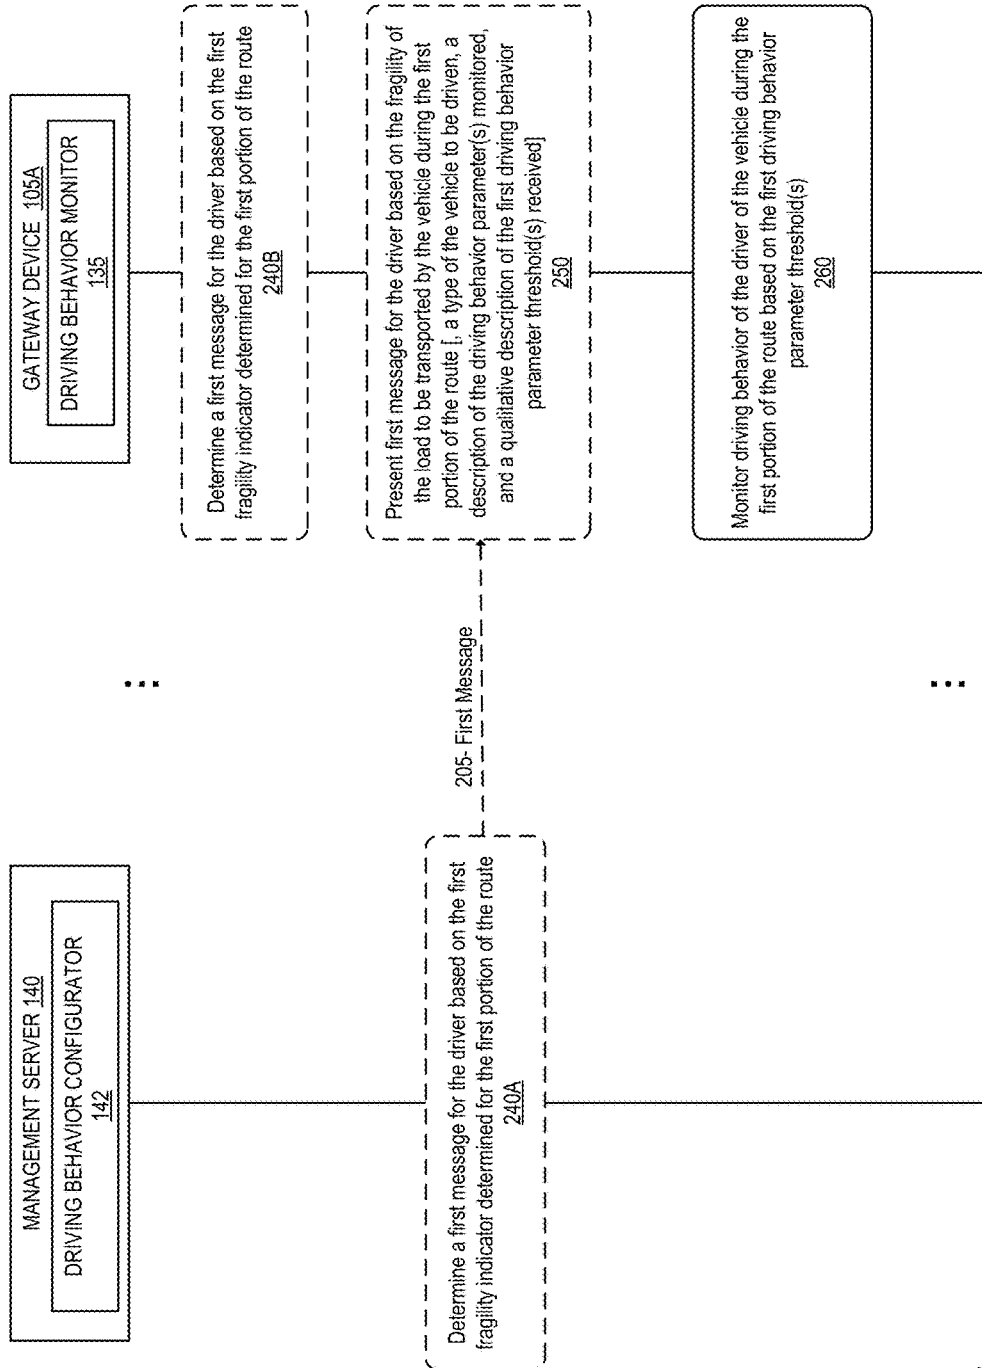 MANAGEMENT SERVER 140
DRIVING BEHAVIOR CONFIGURATOR
142
GATEWAY DEVICE 105A
DRIVING BEHAVIOR MONITOR
135
Determine a first message for the driver based on the first
fragility indicator determined for the first portion of the route
240B
Determine a first message for the driver based on the first
fragility indicator determined for the first portion of the route
240A
205- First Message
Present first message for the driver based on the fragility of
the load to be transported by the vehicle during the first
portion of the route [, a type of the vehicle to be driven, a
description of the driving behavior parameter(s) monitored,
and a qualitative description of the first driving behavior
parameter threshold(s) received]
250
Monitor driving behavior of the driver of the vehicle during the
first portion of the route based on the first driving behavior
parameter threshold(s)
260